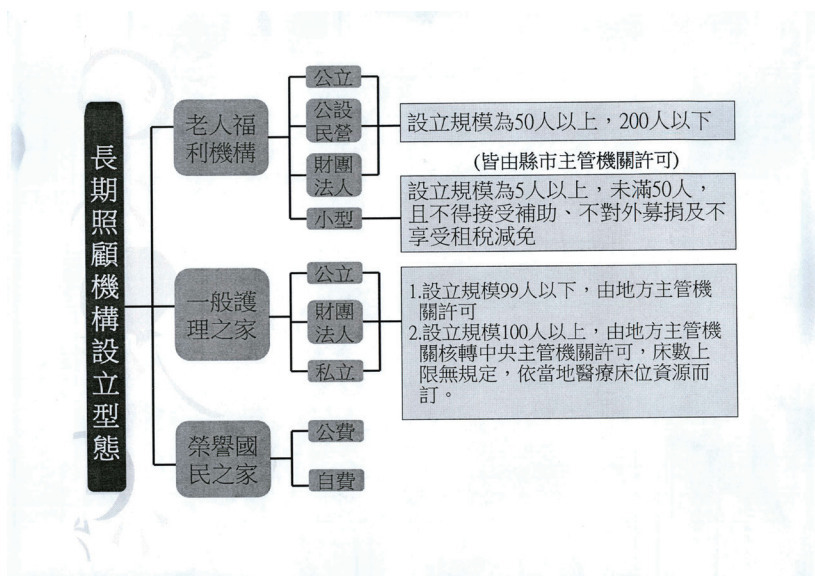 長期照顧機構設立型態
老人福
利機構
公立
公設
民營
財團
法人
小型
設立規模為50人以上，200人以下
(皆由縣市主管機關許可)
設立規模為5人以上，未滿50人，
且不得接受補助、不對外募捐及不
享受租稅減免
一般護
理之家
公立
財團
法人
私立
1.設立規模99人以下，由地方主管機
關許可
2.設立規模100人以上，由地方主管機
關核轉中央主管機關許可，床數上
限無規定，依當地醫療床位資源而
訂。
榮譽國
民之家
公費
自費